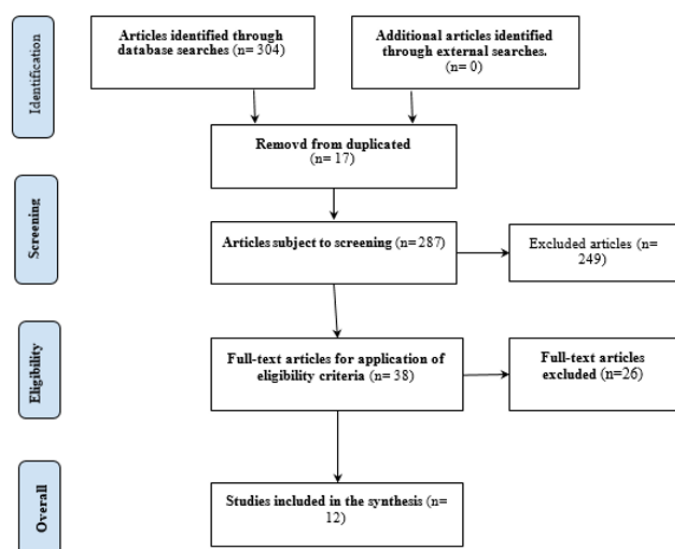 Identification
Articles identified through
database searches (n= 304)
Additional articles identified
through external searches.
(n= 0)
Removd from duplicated
(n= 17)
Screening
Articles subject to screening (n=287)
Excluded articles (n=
249)
Eligibility
Full-text articles for application of
eligibility criteria (n= 38)
Full-text articles
excluded (n=26)
Overall
Studies included in the synthesis (n=
12)